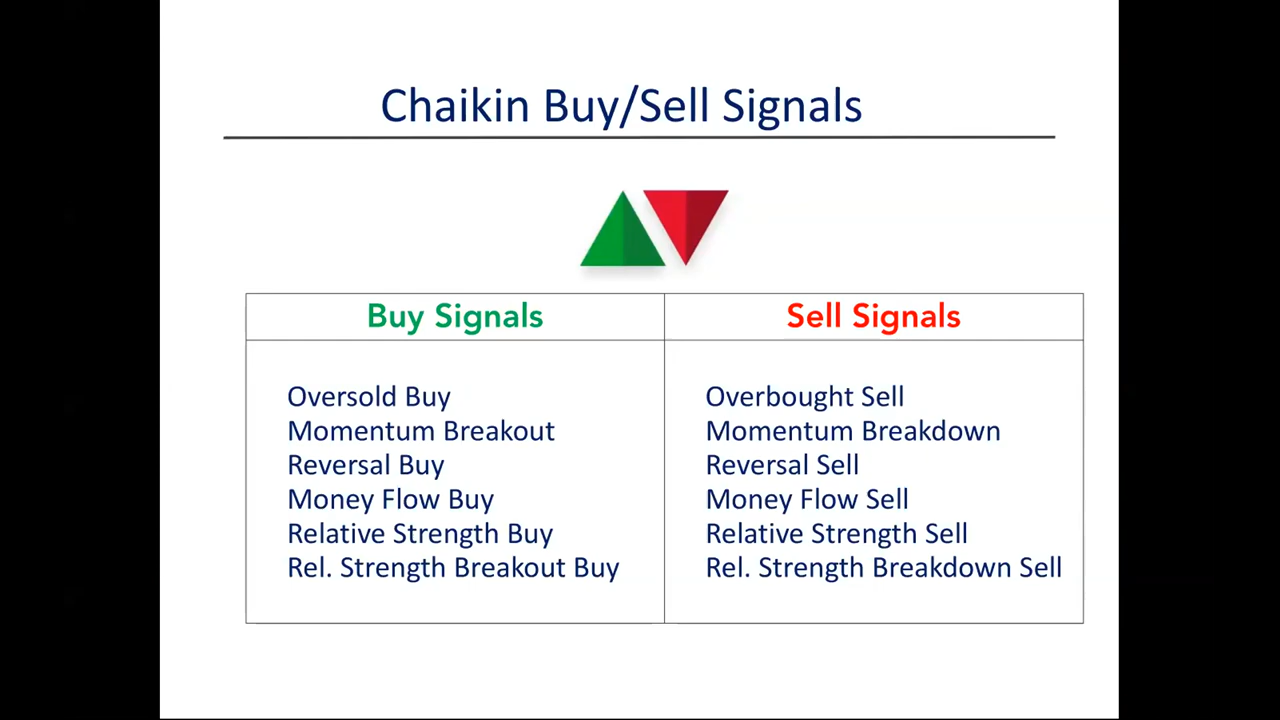 Chaikin Buy/Sell Signals
Buy Signals
Sell Signals
Oversold Buy
Momentum Breakout
Reversal Buy
Money Flow Buy
Relative Strength Buy
Rel. Strength Breakout Buy
Overbought Sell
Momentum Breakdown
Reversal Sell
Money Flow Sell
Relative Strength Sell
Rel. Strength Breakdown Sell